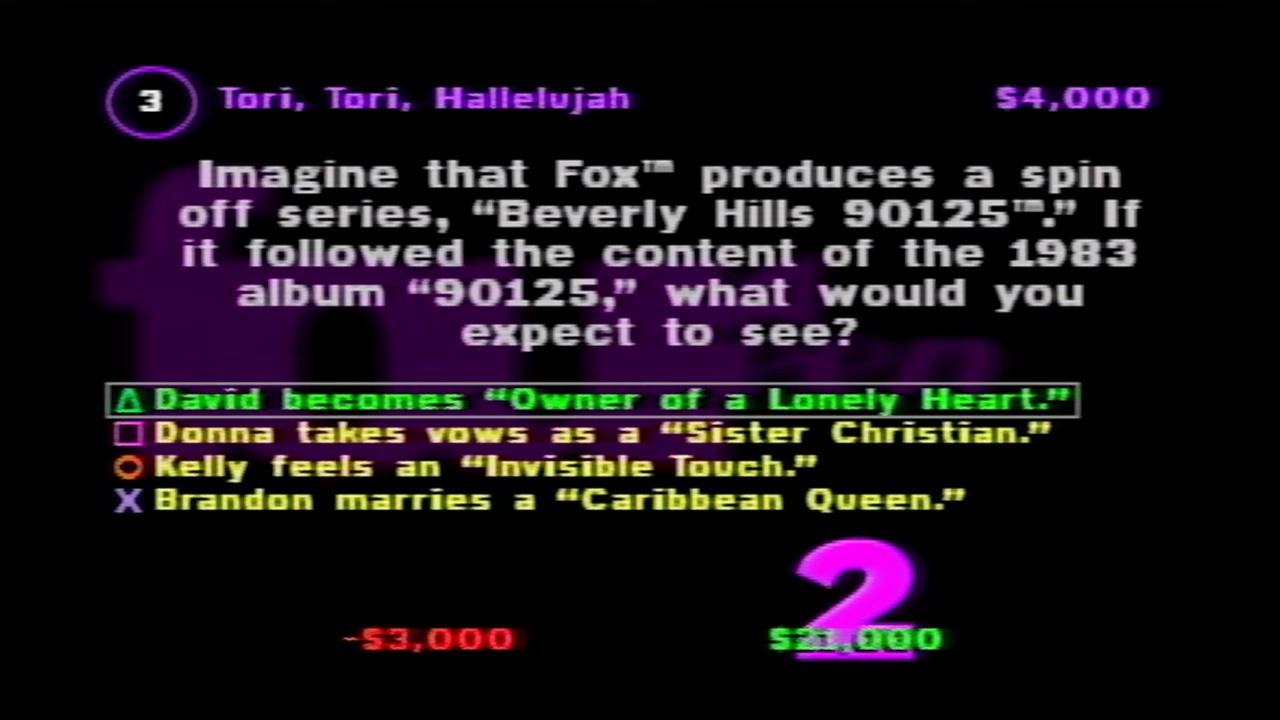 3 Tori, Tori, Hallelujah $4,000
Imagine that Fox™ produces a spin
off series, “Beverly Hills 90125™.” If
it followed the content of the 1983
album “90125,” what would you
expect to see?
△ David becomes “Owner of a Lonely Heart.”
□ Donna takes vows as a “Sister Christian.”
○ Kelly feels an “Invisible Touch.”
X Brandon marries a “Caribbean Queen.”
2
-$3,000 $21,000